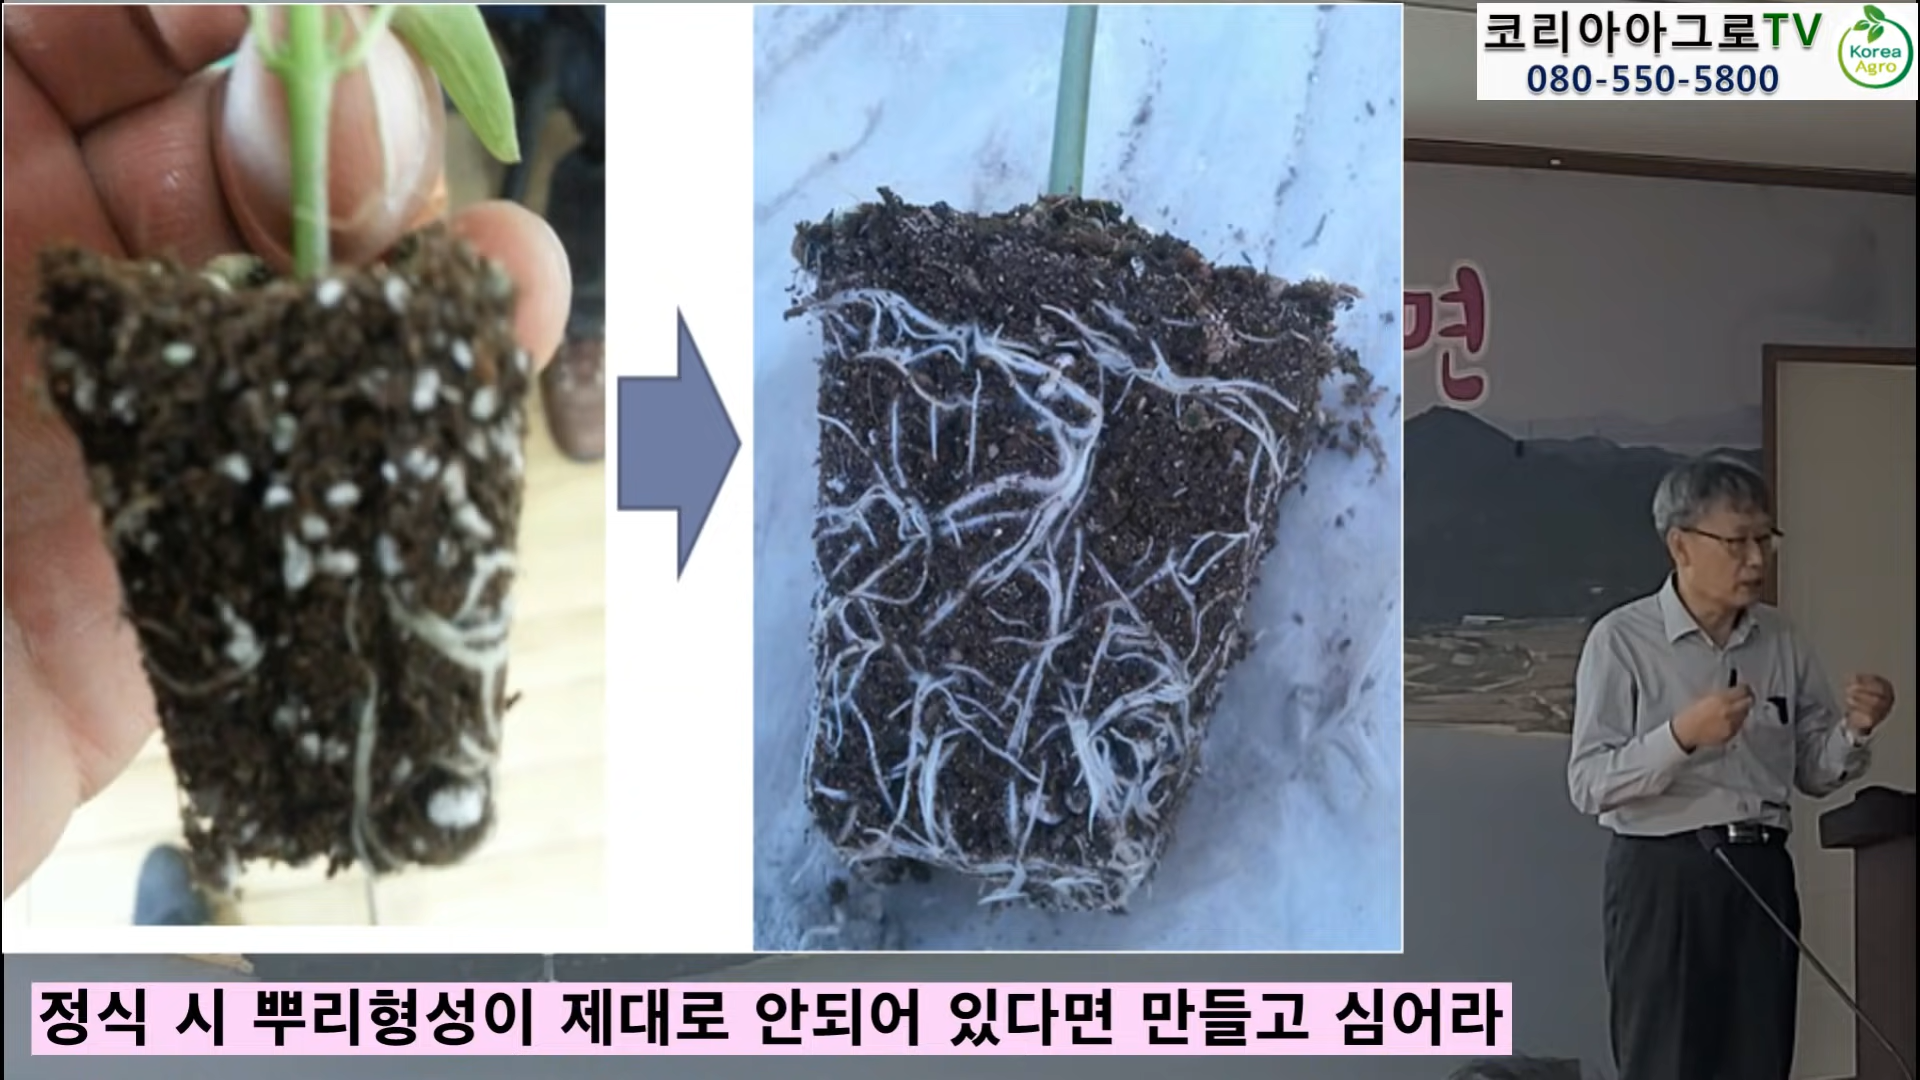 코리아아그로TV
080-550-5800
Korea
Agro
면
정식 시 뿌리형성이 제대로 안되어 있다면 만들고 심어라